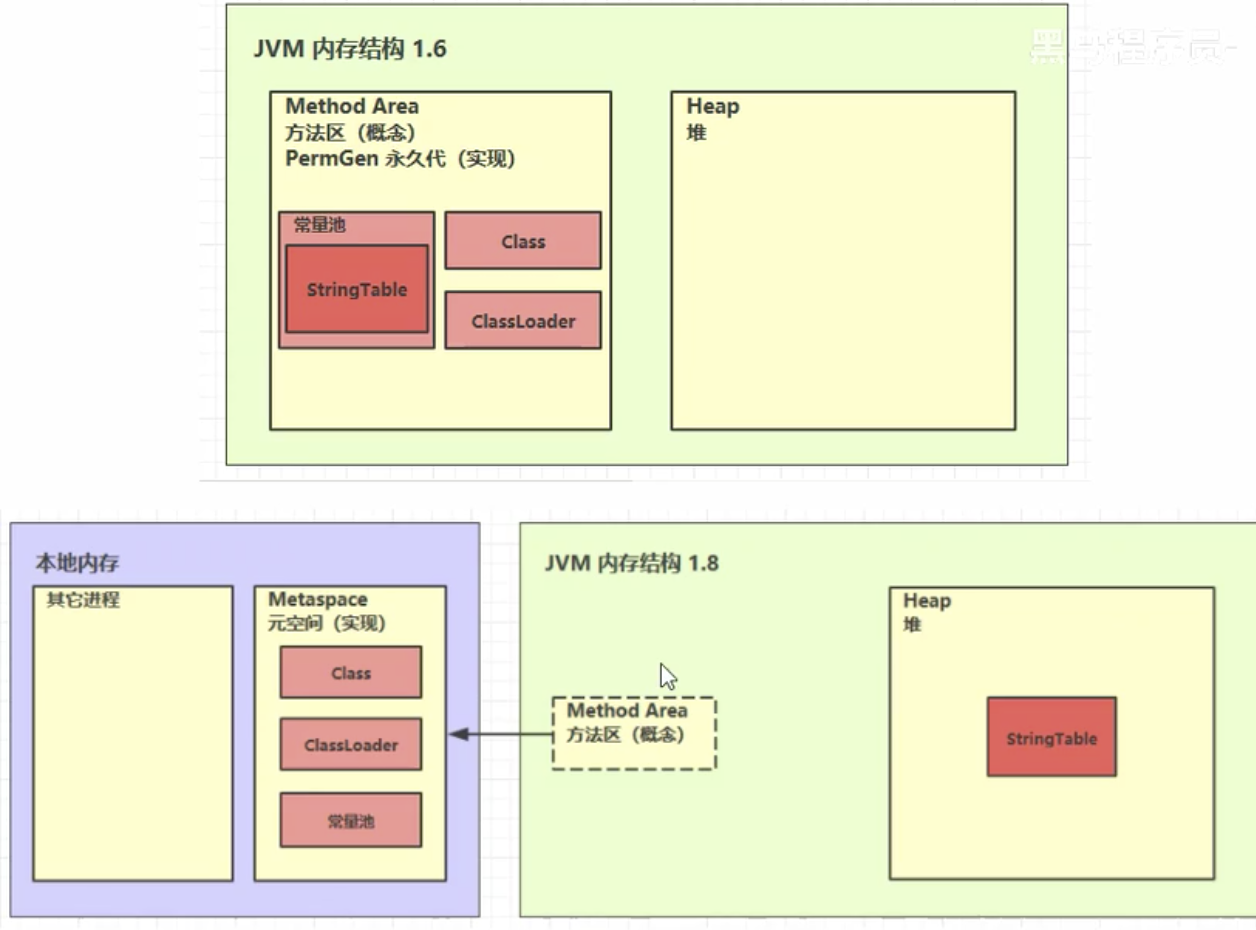 JVM 内存结构 1.6
黑马程序员
Method Area
方法区（概念）
PermGen 永久代（实现）
常量池
StringTable
Class
ClassLoader
Heap
堆
本地内存
其它进程
Metaspace
元空间（实现）
Class
ClassLoader
常量池
JVM 内存结构 1.8
Method Area
方法区（概念）
Heap
堆
StringTable